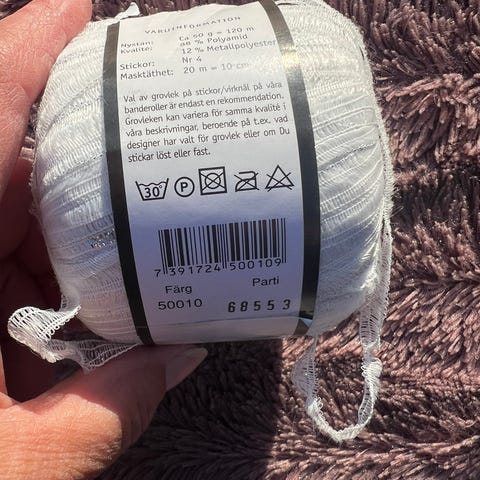 VARUINFORMATION
Nystan: Ca 50 g = 120 m
Kvalité: 88 % Polyamid
12 % Metallpolyester
Stickor: Nr 4
Masktäthet: 20 m = 10 cm
Val av grovlek på stickor/virknål på våra
banderoller är endast en rekommendation.
Grovleken kan variera för samma kvalité i
våra beskrivningar, beroende på t.ex. vad
designer har valt för grovlek eller om Du
stickar löst eller fast.
30° P
7 391724 500109
Färg Parti
50010 68553